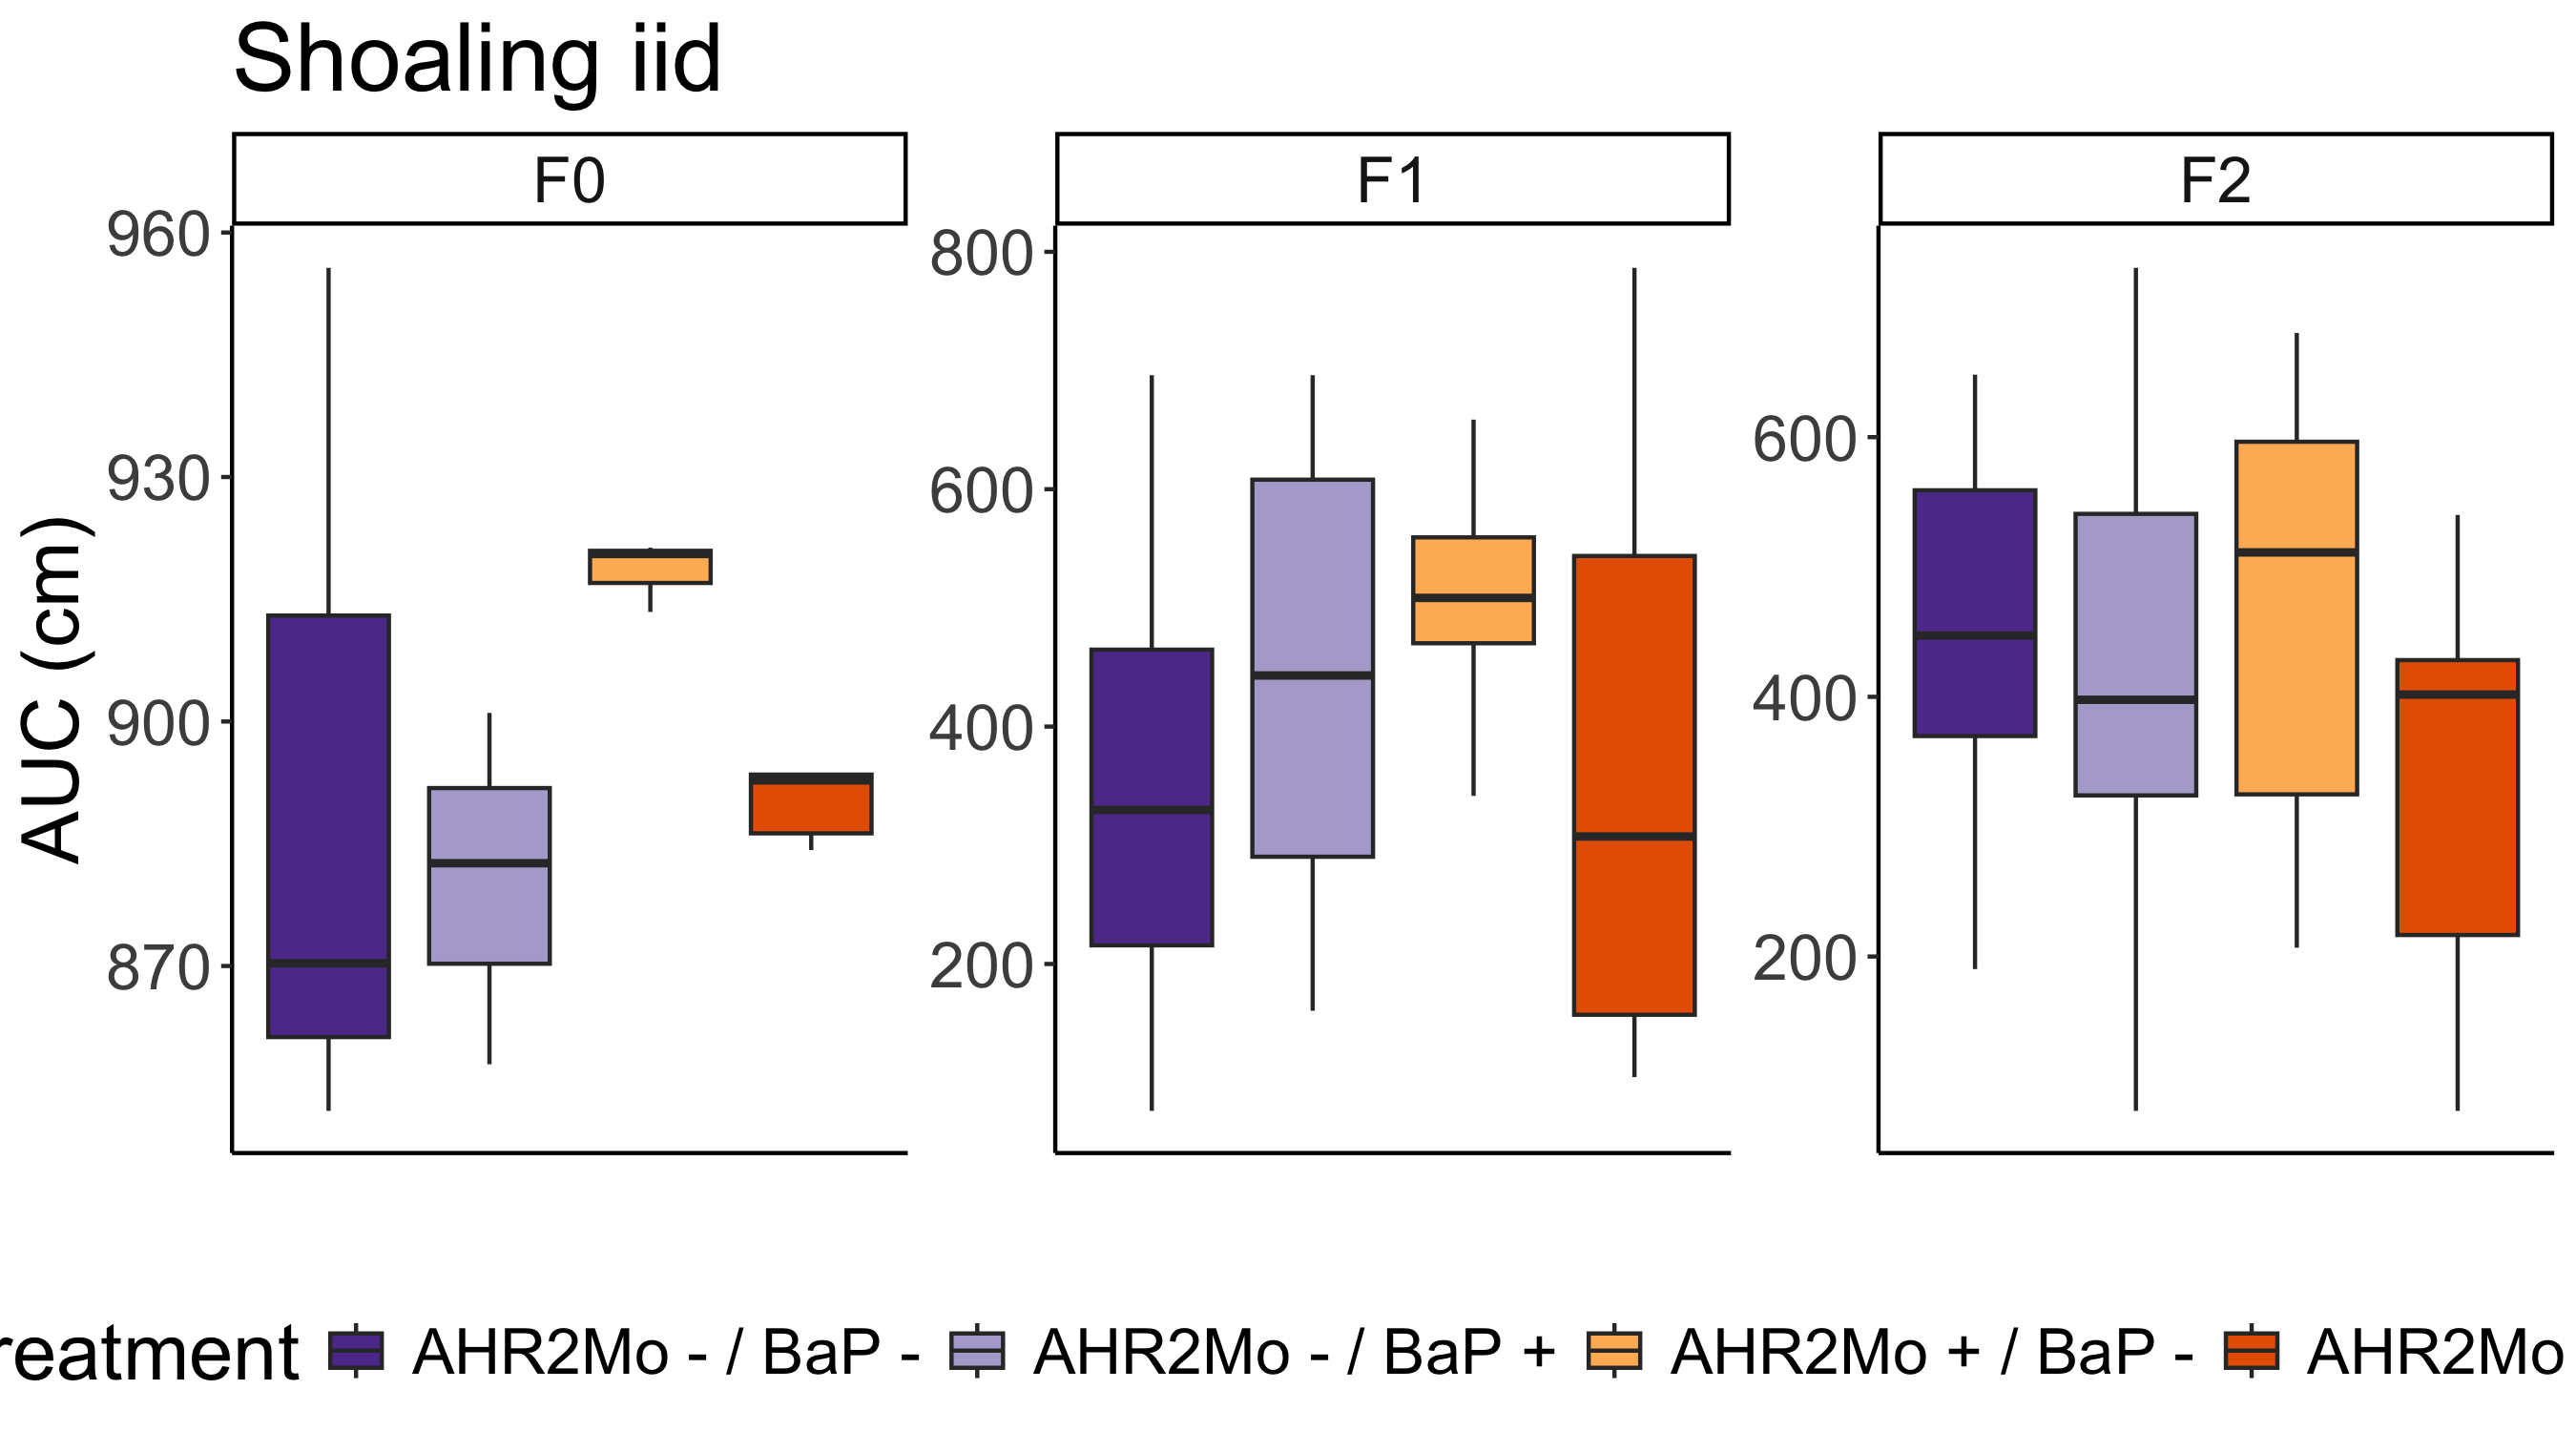 Shoaling iid
F0 F1 F2
AUC (cm)
960
930
900
870
800
600
400
200
600
400
200
reatment AHR2Mo - / BaP - AHR2Mo - / BaP + AHR2Mo + / BaP - AHR2Mo